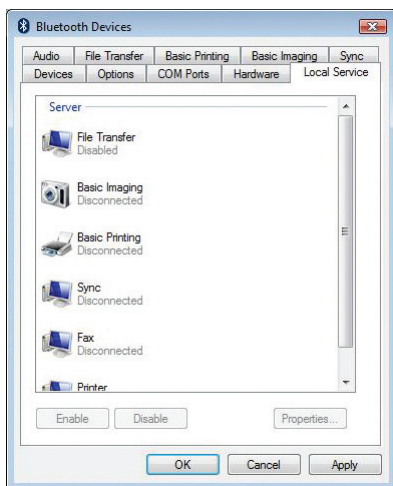 Bluetooth Devices
Audio File Transfer Basic Printing Basic Imaging Sync
Devices Options COM Ports Hardware Local Service
Server
File Transfer
Disabled
Basic Imaging
Disconnected
Basic Printing
Disconnected
Sync
Disconnected
Fax
Disconnected
Printer
Enable Disable Properties...
OK Cancel Apply